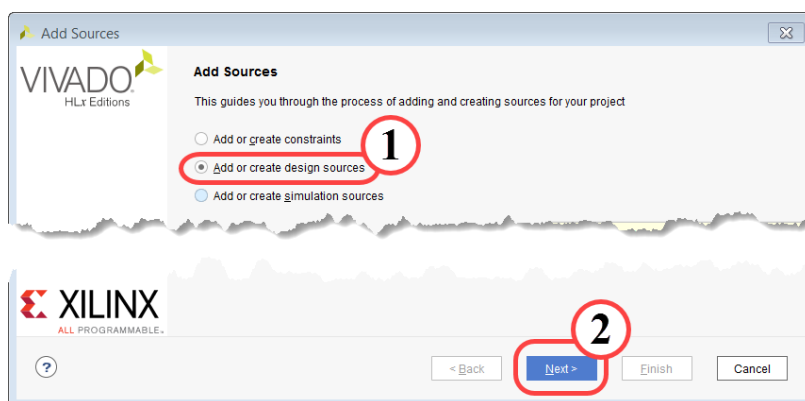 Add Sources
VIVADO.
HLx Editions
Add Sources
This guides you through the process of adding and creating sources for your project
Add or create constraints
1
Add or create design sources
Add or create simulation sources
XILINX
ALL PROGRAMMABLE.
2
?
< Back
Next >
Finish
Cancel